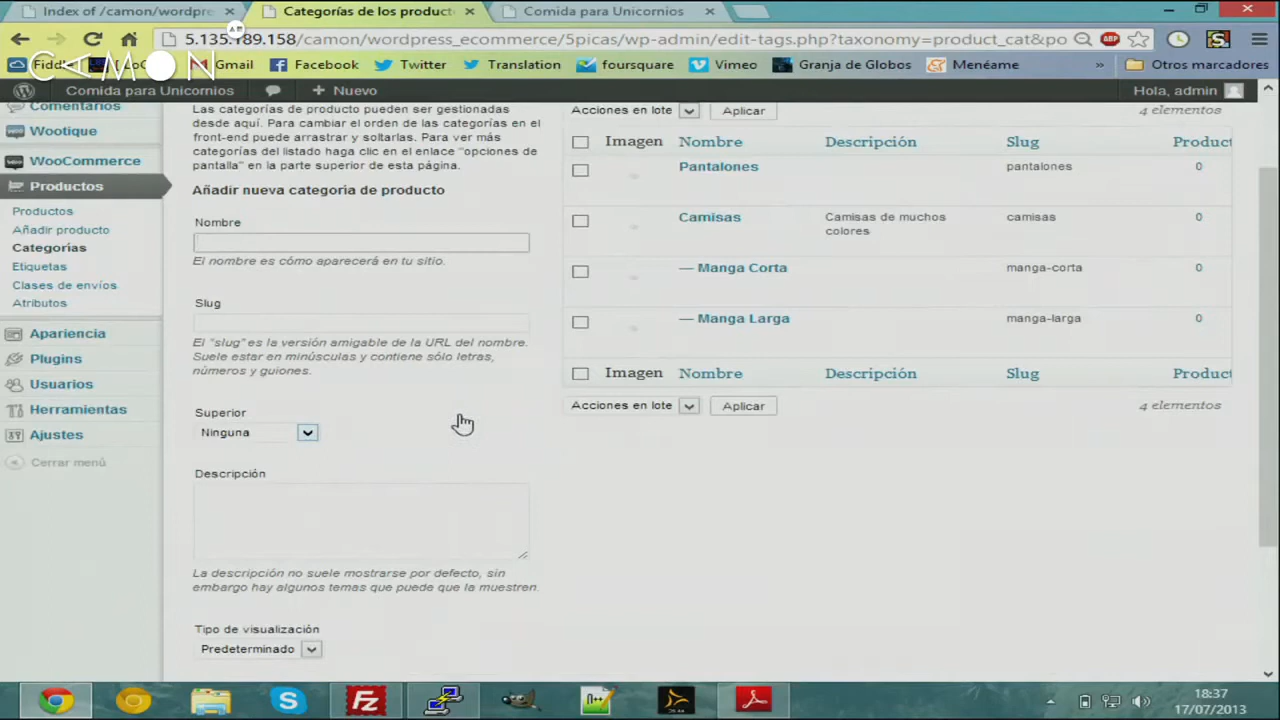 Index of /camon/wordpre
Categorías de los product
Comida para Unicornios
5.135.189.158/camon/wordpress_ecommerce/5picas/wp-admin/edit-tags.php?taxonomy=product_cat&po
CAMON
Gmail
Facebook
Twitter
Translation
foursquare
Vimeo
Granja de Globos
Menéame
»
Otros marcadores
Comida para Unicornios
+ Nuevo
Hola, admin
Comentarios
Wootique
WooCommerce
Productos
Productos
Añadir producto
Categorías
Etiquetas
Clases de envíos
Atributos
Apariencia
Plugins
Usuarios
Herramientas
Ajustes
Cerrar menú
Las categorías de producto pueden ser gestionadas
desde aquí. Para cambiar el orden de las categorías en el
front-end puede arrastrar y soltarlas. Para ver más
categorías del listado haga clic en el enlace "opciones de
pantalla" en la parte superior de esta página.
Añadir nueva categoría de producto
Nombre
El nombre es cómo aparecerá en tu sitio.
Slug
El "slug" es la versión amigable de la URL del nombre.
Suele estar en minúsculas y contiene sólo letras,
números y guiones.
Superior
Ninguna
Descripción
La descripción no suele mostrarse por defecto, sin
embargo hay algunos temas que puede que la muestren.
Tipo de visualización
Predeterminado
Acciones en lote
Aplicar
4 elementos
Imagen Nombre Descripción Slug Product
Pantalones pantalones 0
Camisas Camisas de muchos camisas 0
colores
— Manga Corta manga-corta 0
— Manga Larga manga-larga 0
Imagen Nombre Descripción Slug Product
Acciones en lote
Aplicar
4 elementos
18:37
17/07/2013